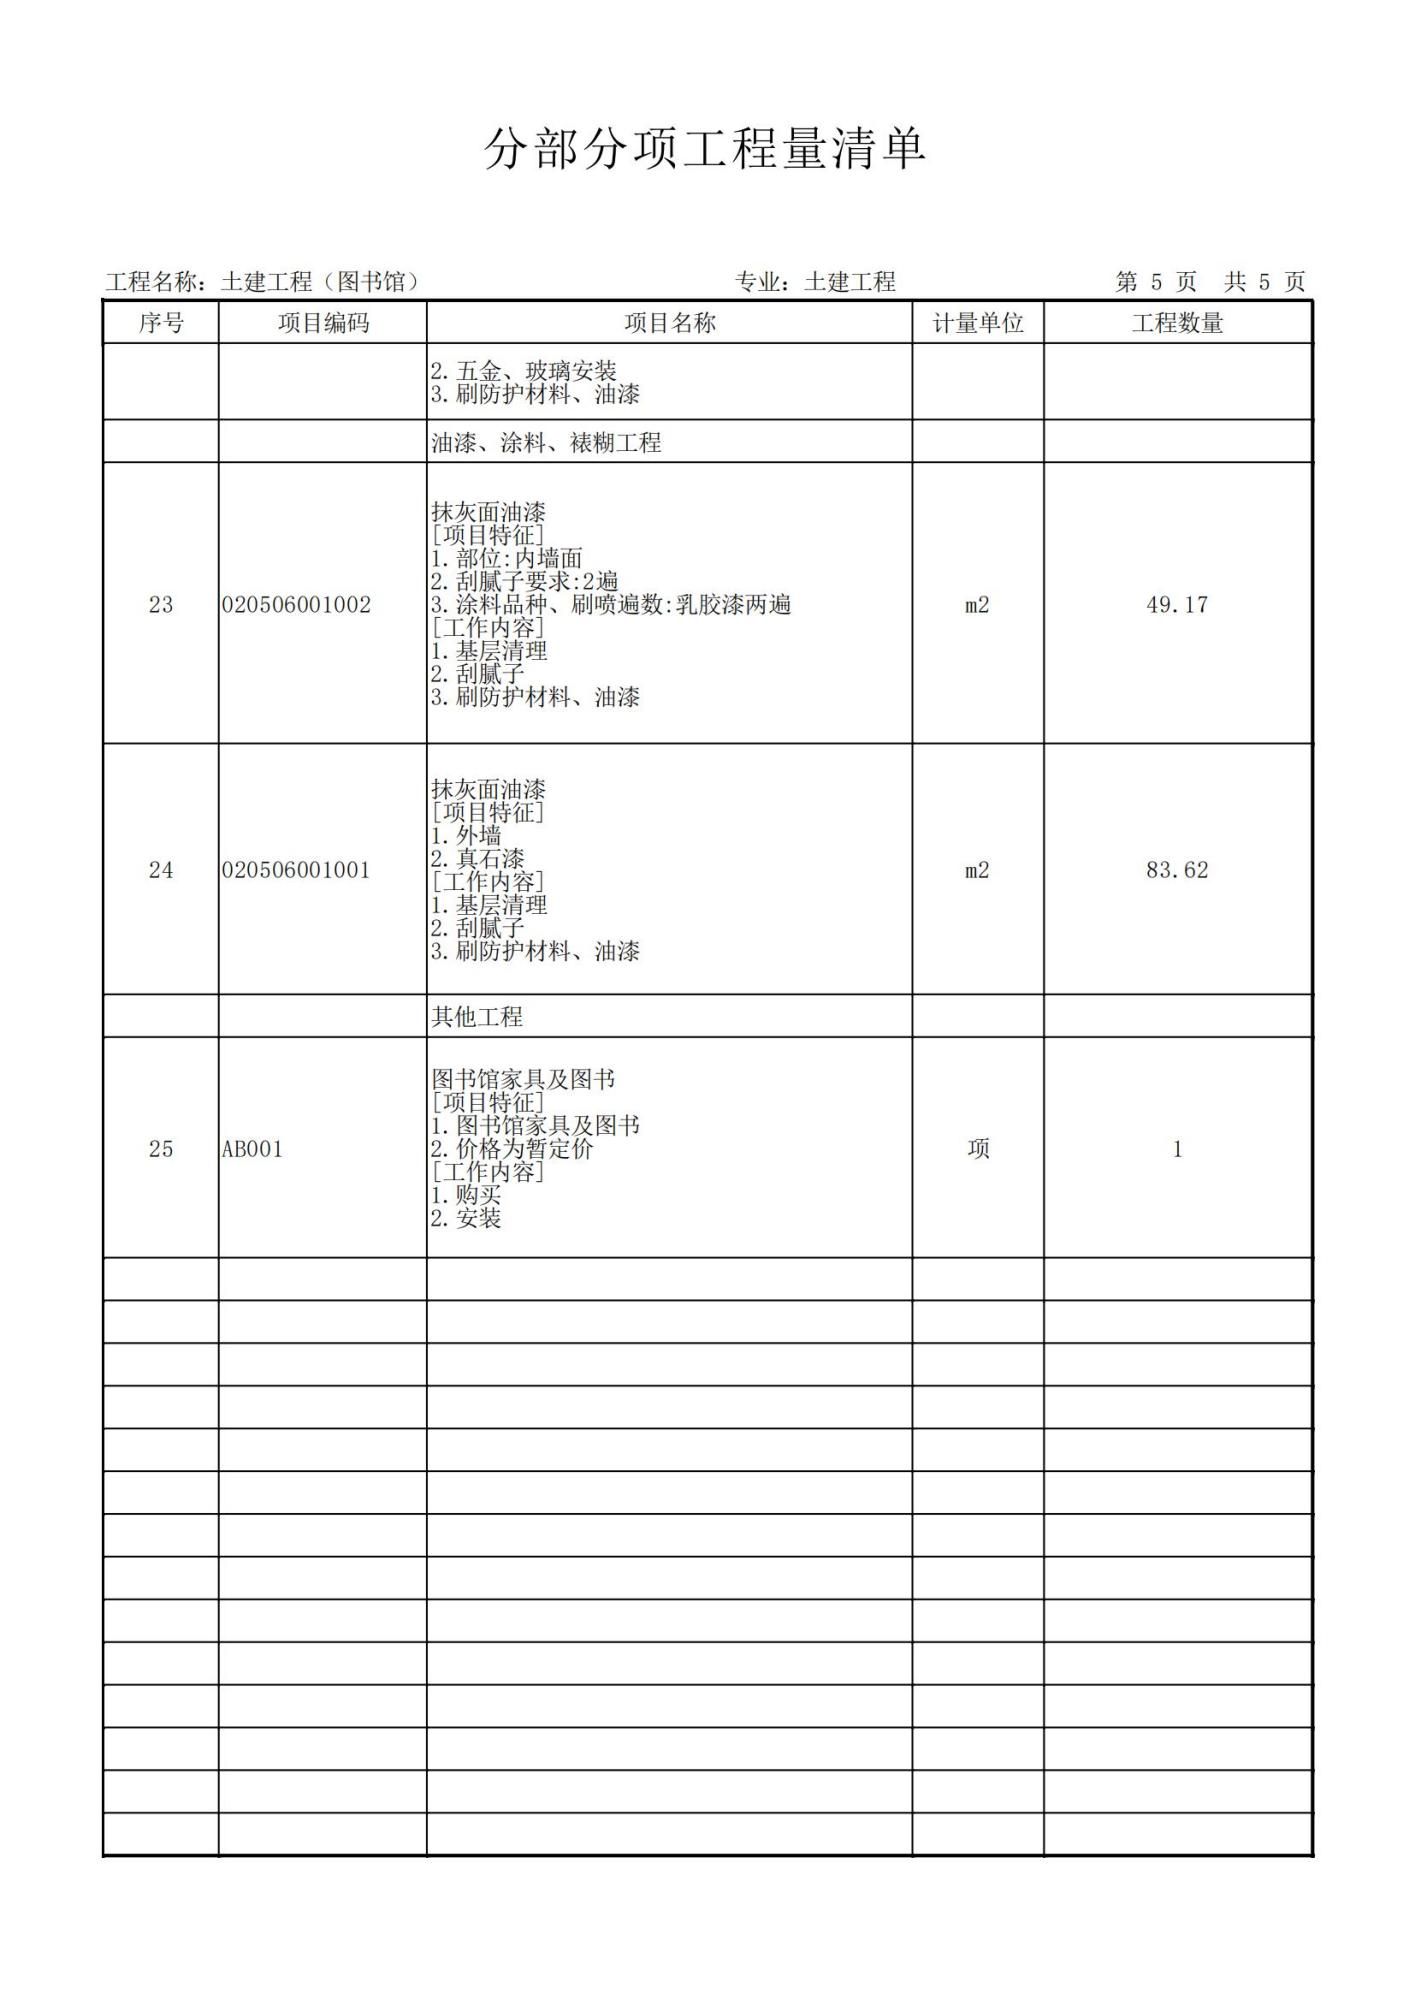 分部分项工程量清单
工程名称：土建工程（图书馆） 专业：土建工程 第 5 页 共 5 页
序号 项目编码 项目名称 计量单位 工程数量
2.五金、玻璃安装
3.刷防护材料、油漆
油漆、涂料、裱糊工程
抹灰面油漆
[项目特征]
1.部位:内墙面
2.刮腻子要求:2遍
23 020506001002 3.涂料品种、刷喷遍数:乳胶漆两遍 m2 49.17
[工作内容]
1.基层清理
2.刮腻子
3.刷防护材料、油漆
抹灰面油漆
[项目特征]
1.外墙
2.真石漆
24 020506001001 m2 83.62
[工作内容]
1.基层清理
2.刮腻子
3.刷防护材料、油漆
其他工程
图书馆家具及图书
[项目特征]
1.图书馆家具及图书
25 AB001 2.价格为暂定价 项 1
[工作内容]
1.购买
2.安装